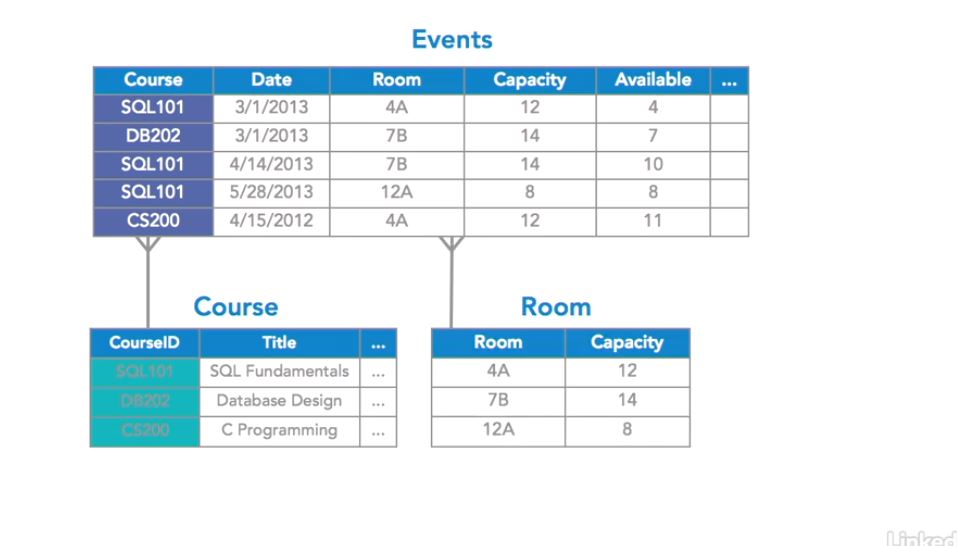 Events
Course Date Room Capacity Available ...
SQL101 3/1/2013 4A 12 4
DB202 3/1/2013 7B 14 7
SQL101 4/14/2013 7B 14 10
SQL101 5/28/2013 12A 8 8
CS200 4/15/2012 4A 12 11
Course Room
CourseID Title ... Room Capacity
SQL101 SQL Fundamentals ... 4A 12
DB202 Database Design ... 7B 14
CS200 C Programming ... 12A 8
Linked